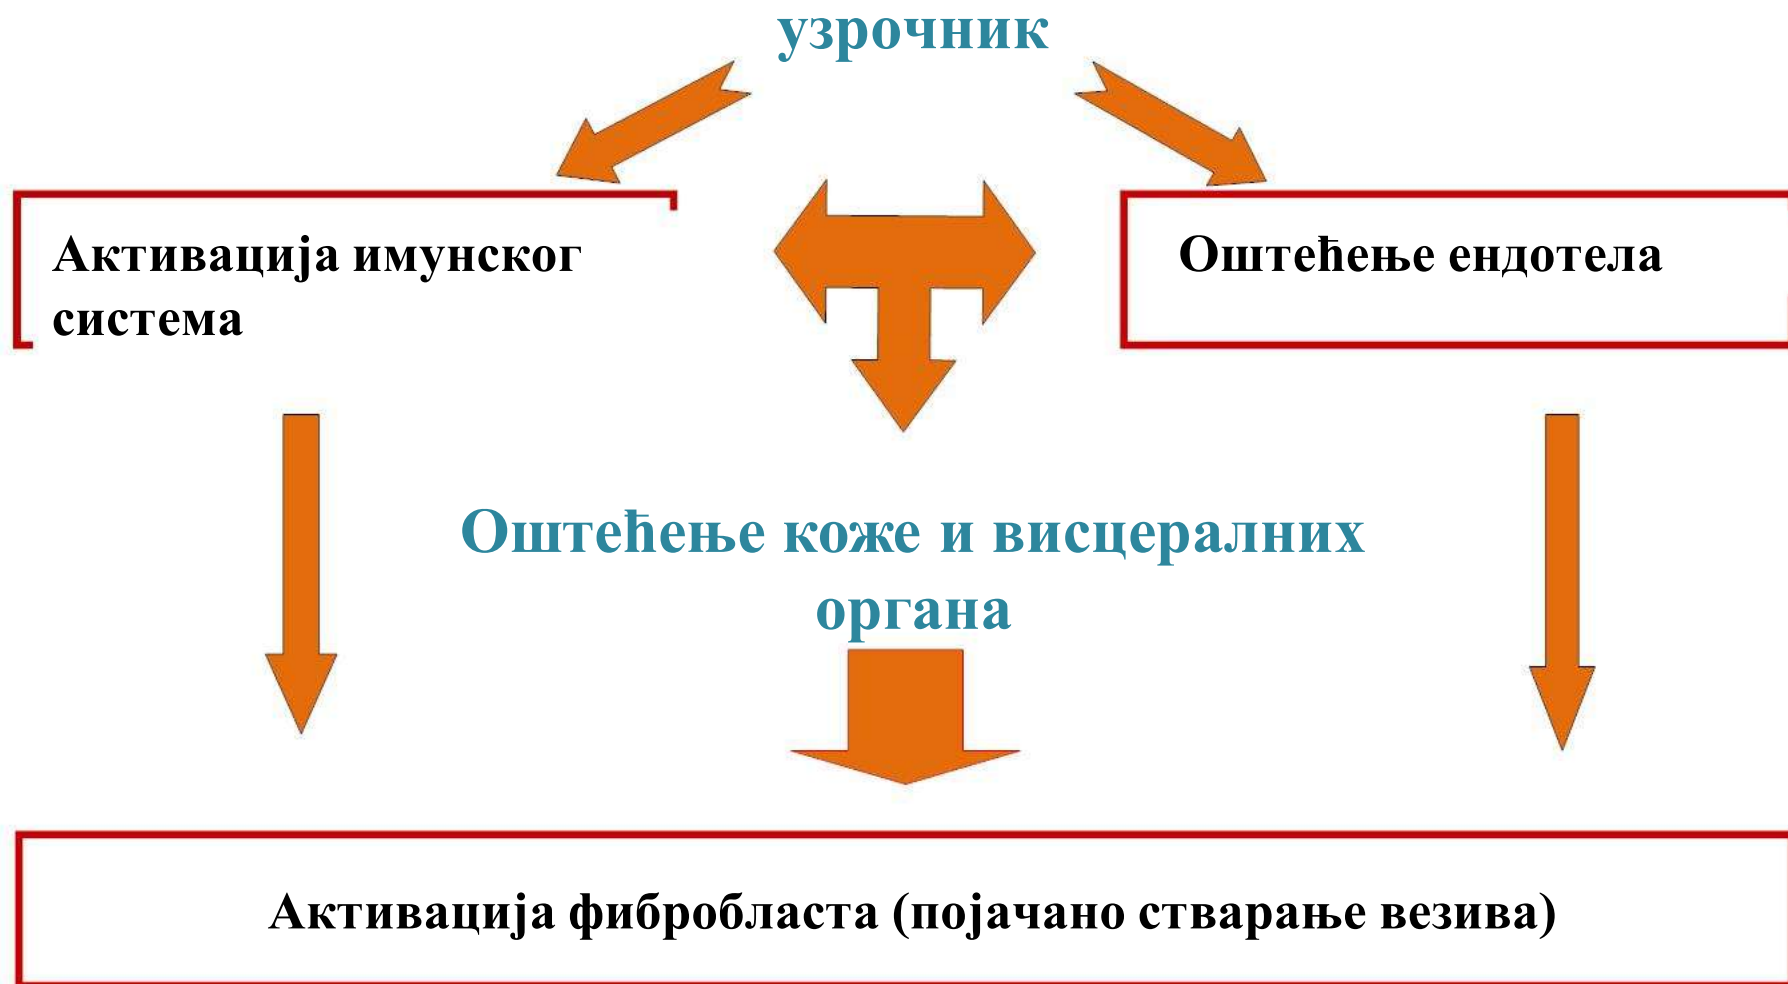 узрочник
Активација имунског
система
Оштећење ендотела
Оштећење коже и висцералних
органа
Активација фибробласта (појачано стварање везива)